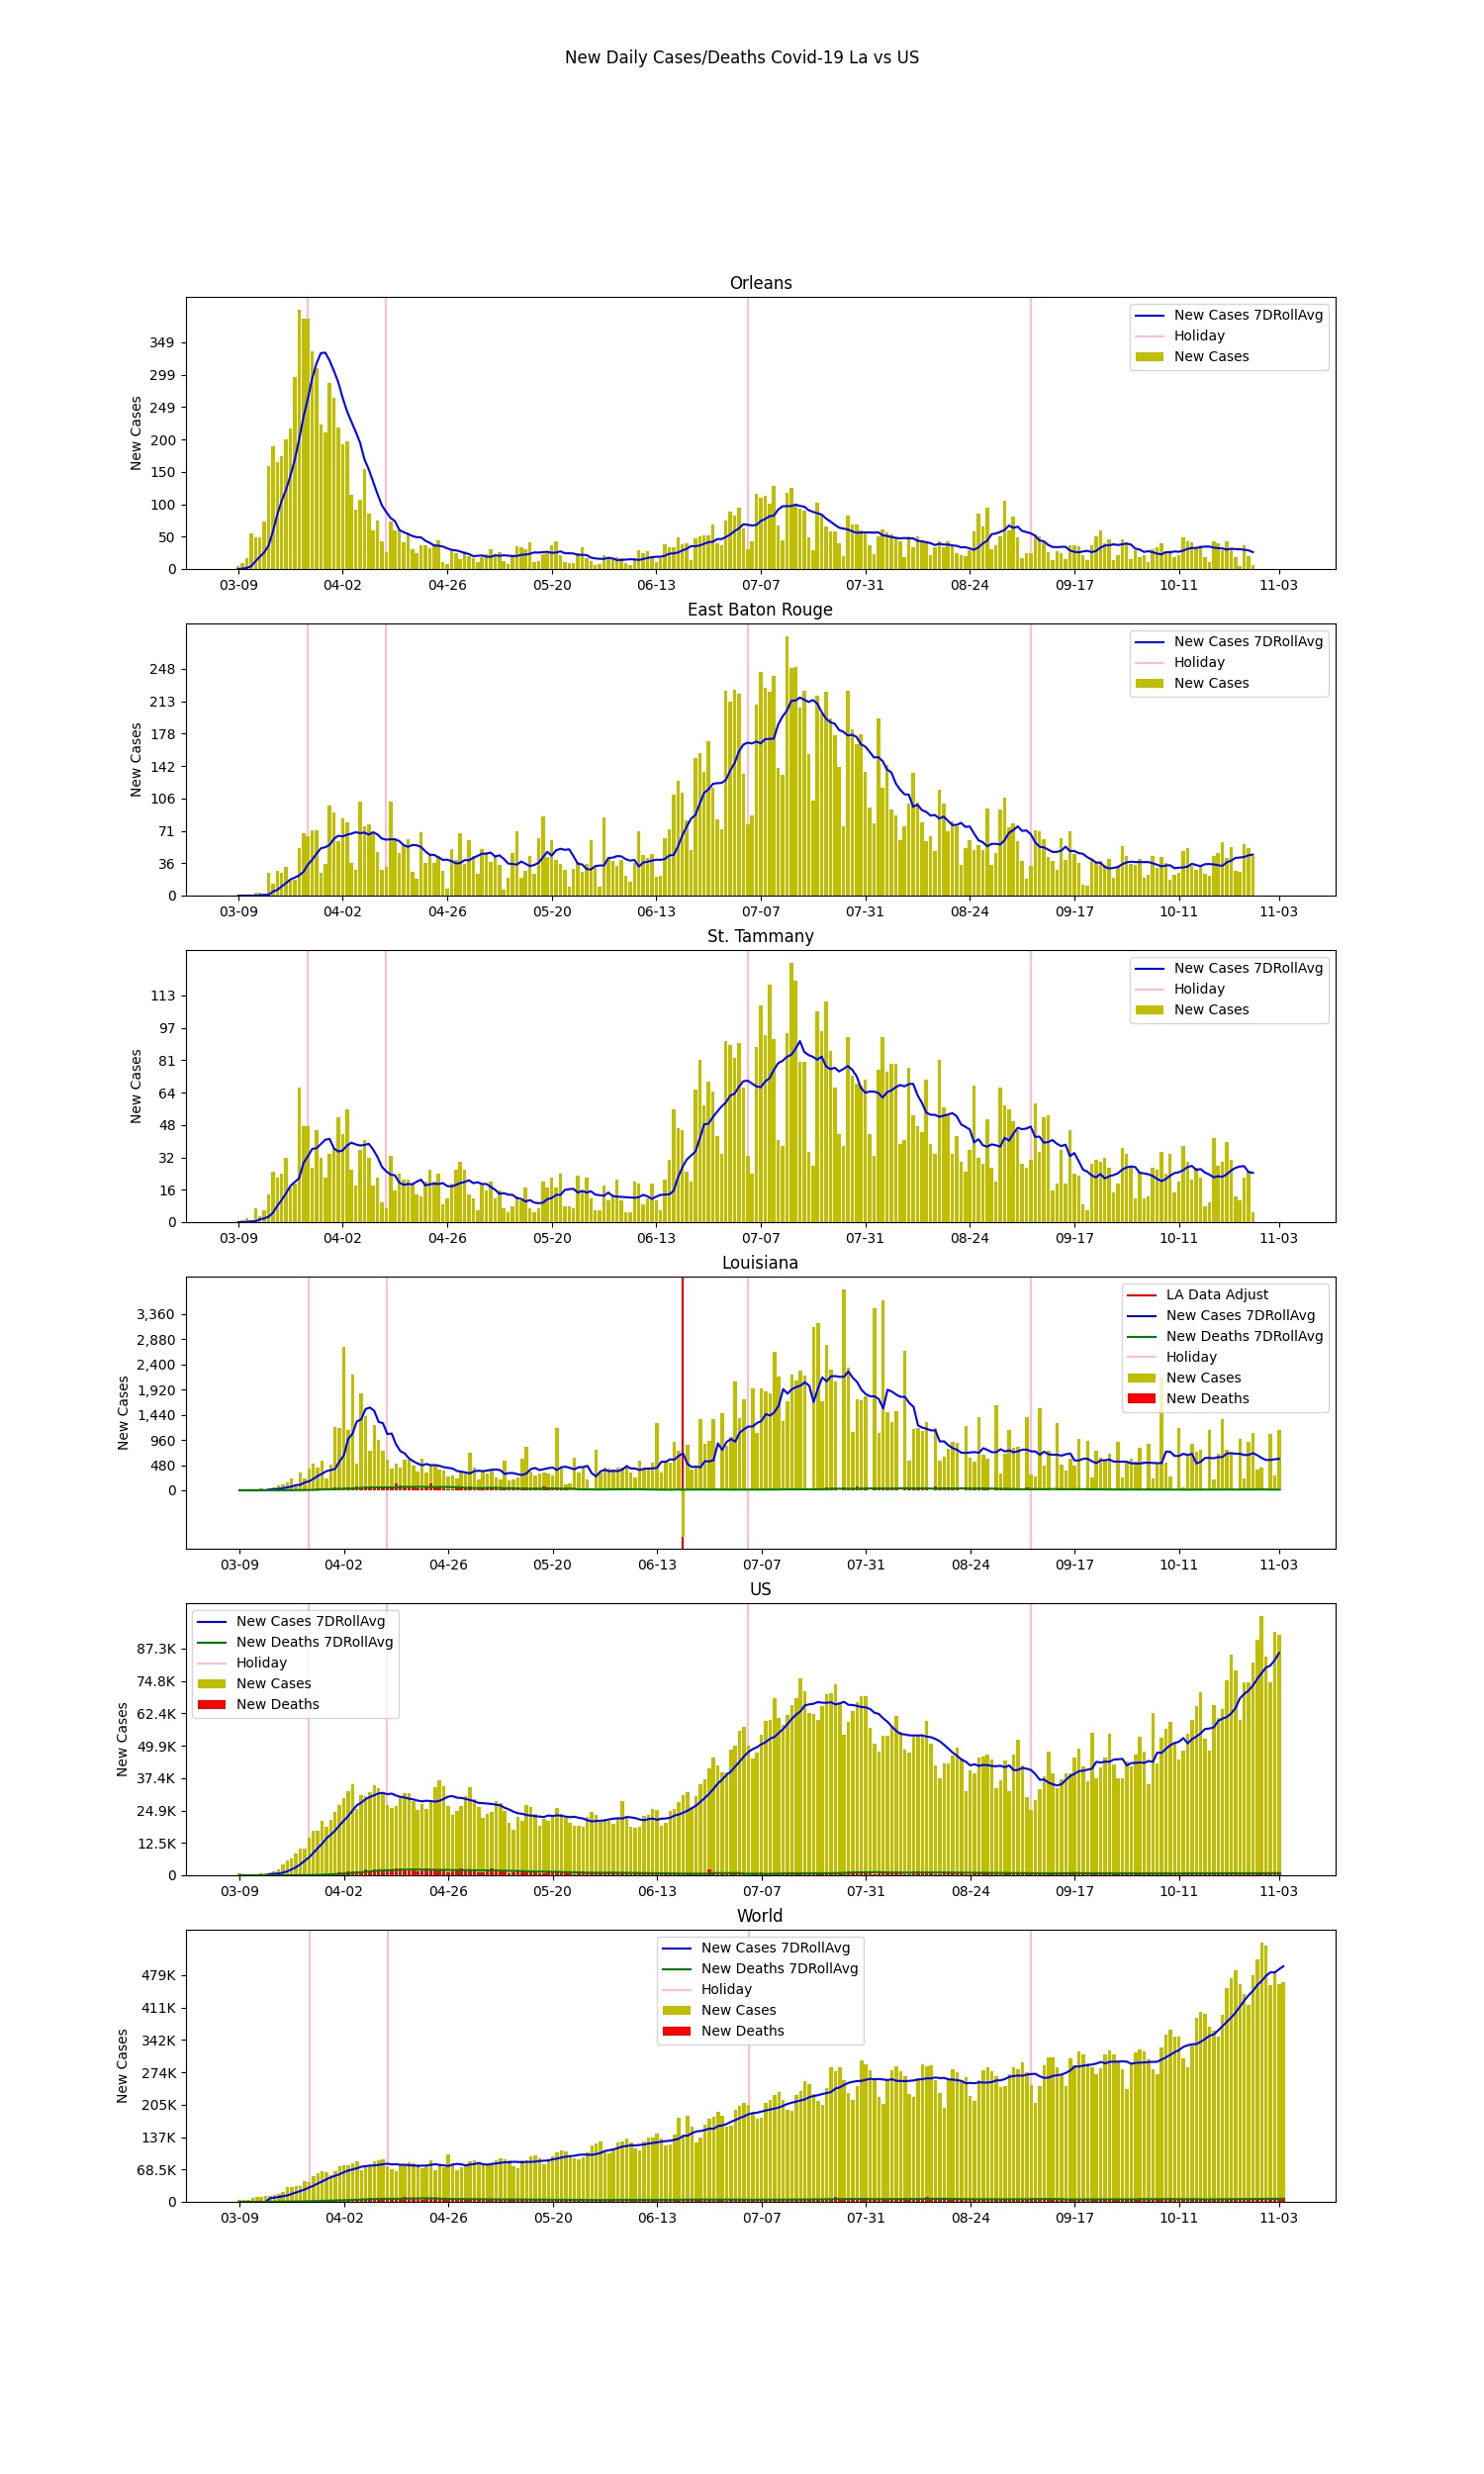 New Daily Cases/Deaths Covid-19 La vs US
Orleans
New Cases
349
299
249
200
150
100
50
0
New Cases 7DRollAvg
Holiday
New Cases
03-09 04-02 04-26 05-20 06-13 07-07 07-31 08-24 09-17 10-11 11-03
East Baton Rouge
New Cases
248
213
178
142
106
71
36
0
New Cases 7DRollAvg
Holiday
New Cases
03-09 04-02 04-26 05-20 06-13 07-07 07-31 08-24 09-17 10-11 11-03
St. Tammany
New Cases
113
97
81
64
48
32
16
0
New Cases 7DRollAvg
Holiday
New Cases
03-09 04-02 04-26 05-20 06-13 07-07 07-31 08-24 09-17 10-11 11-03
Louisiana
New Cases
3,360
2,880
2,400
1,920
1,440
960
480
0
LA Data Adjust
New Cases 7DRollAvg
New Deaths 7DRollAvg
Holiday
New Cases
New Deaths
03-09 04-02 04-26 05-20 06-13 07-07 07-31 08-24 09-17 10-11 11-03
US
New Cases
87.3K
74.8K
62.4K
49.9K
37.4K
24.9K
12.5K
0
New Cases 7DRollAvg
New Deaths 7DRollAvg
Holiday
New Cases
New Deaths
03-09 04-02 04-26 05-20 06-13 07-07 07-31 08-24 09-17 10-11 11-03
World
New Cases
479K
411K
342K
274K
205K
137K
68.5K
0
New Cases 7DRollAvg
New Deaths 7DRollAvg
Holiday
New Cases
New Deaths
03-09 04-02 04-26 05-20 06-13 07-07 07-31 08-24 09-17 10-11 11-03